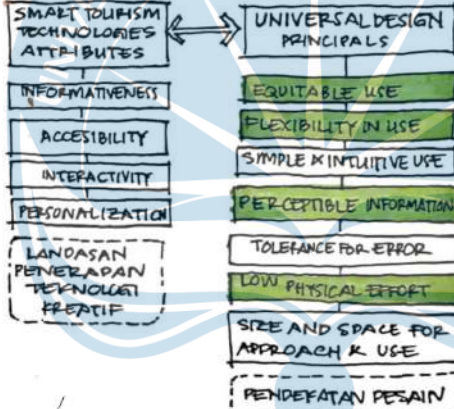 SMART TOURISM
TECHNOLOGIES
ATTRIBUTES
INFORMATIVENESS
ACCESIBILITY
INTERACTIVITY
PERSONALIZATION
LANDASAN
PENERAPAN
TEKNOLOGI
KREATIF
UNIVERSAL DESIGN
PRINCIPALS
EQUITABLE USE
FLEXIBILITY IN USE
SIMPLE & INTUITIVE USE
PERCEPTIBLE INFORMATION
TOLERANCE FOR ERROR
LOW PHYSICAL EFFORT
SIZE AND SPACE FOR
APPROACH & USE
PENDEKATAN DESAIN